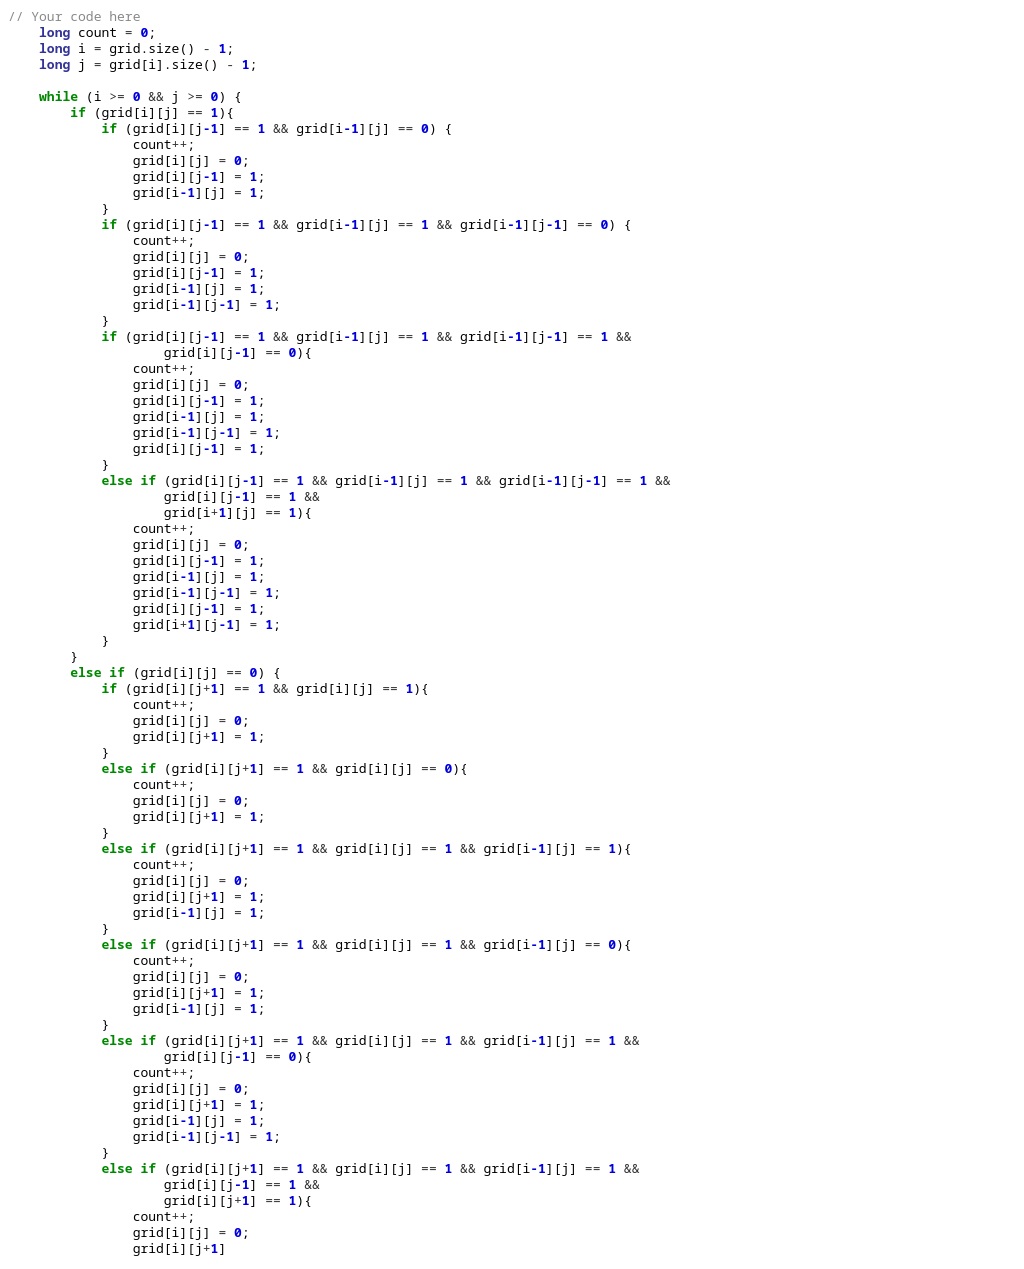 // Your code here
    long count = 0;
    long i = grid.size() - 1;
    long j = grid[i].size() - 1;

    while (i >= 0 && j >= 0) {
        if (grid[i][j] == 1){
            if (grid[i][j-1] == 1 && grid[i-1][j] == 0) {
                count++;
                grid[i][j] = 0;
                grid[i][j-1] = 1;
                grid[i-1][j] = 1;
            }
            if (grid[i][j-1] == 1 && grid[i-1][j] == 1 && grid[i-1][j-1] == 0) {
                count++;
                grid[i][j] = 0;
                grid[i][j-1] = 1;
                grid[i-1][j] = 1;
                grid[i-1][j-1] = 1;
            }
            if (grid[i][j-1] == 1 && grid[i-1][j] == 1 && grid[i-1][j-1] == 1 &&
                    grid[i][j-1] == 0){
                count++;
                grid[i][j] = 0;
                grid[i][j-1] = 1;
                grid[i-1][j] = 1;
                grid[i-1][j-1] = 1;
                grid[i][j-1] = 1;
            }
            else if (grid[i][j-1] == 1 && grid[i-1][j] == 1 && grid[i-1][j-1] == 1 &&
                    grid[i][j-1] == 1 &&
                    grid[i+1][j] == 1){
                count++;
                grid[i][j] = 0;
                grid[i][j-1] = 1;
                grid[i-1][j] = 1;
                grid[i-1][j-1] = 1;
                grid[i][j-1] = 1;
                grid[i+1][j-1] = 1;
            }
        }
        else if (grid[i][j] == 0) {
            if (grid[i][j+1] == 1 && grid[i][j] == 1){
                count++;
                grid[i][j] = 0;
                grid[i][j+1] = 1;
            }
            else if (grid[i][j+1] == 1 && grid[i][j] == 0){
                count++;
                grid[i][j] = 0;
                grid[i][j+1] = 1;
            }
            else if (grid[i][j+1] == 1 && grid[i][j] == 1 && grid[i-1][j] == 1){
                count++;
                grid[i][j] = 0;
                grid[i][j+1] = 1;
                grid[i-1][j] = 1;
            }
            else if (grid[i][j+1] == 1 && grid[i][j] == 1 && grid[i-1][j] == 0){
                count++;
                grid[i][j] = 0;
                grid[i][j+1] = 1;
                grid[i-1][j] = 1;
            }
            else if (grid[i][j+1] == 1 && grid[i][j] == 1 && grid[i-1][j] == 1 &&
                    grid[i][j-1] == 0){
                count++;
                grid[i][j] = 0;
                grid[i][j+1] = 1;
                grid[i-1][j] = 1;
                grid[i-1][j-1] = 1;
            }
            else if (grid[i][j+1] == 1 && grid[i][j] == 1 && grid[i-1][j] == 1 &&
                    grid[i][j-1] == 1 &&
                    grid[i][j+1] == 1){
                count++;
                grid[i][j] = 0;
                grid[i][j+1]